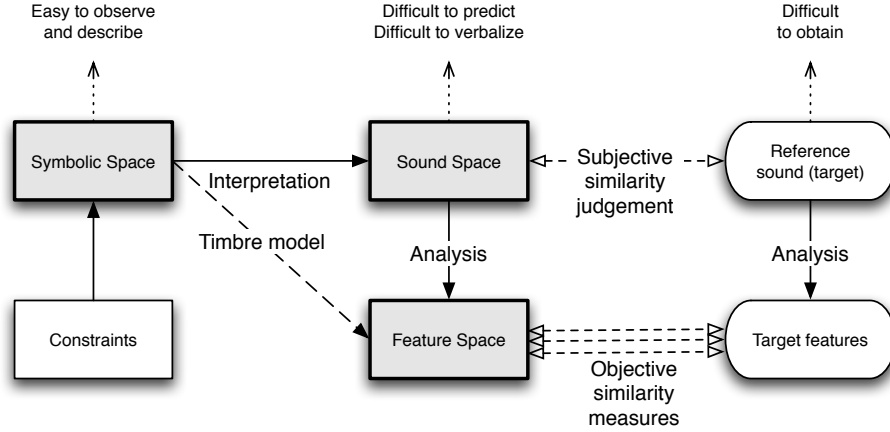 Easy to observe
and describe
Difficult to predict
Difficult to verbalize
Difficult
to obtain
Symbolic Space
Interpretation
Sound Space
Subjective
similarity
judgement
Reference
sound (target)
Timbre model
Analysis
Analysis
Constraints
Feature Space
Objective
similarity
measures
Target features